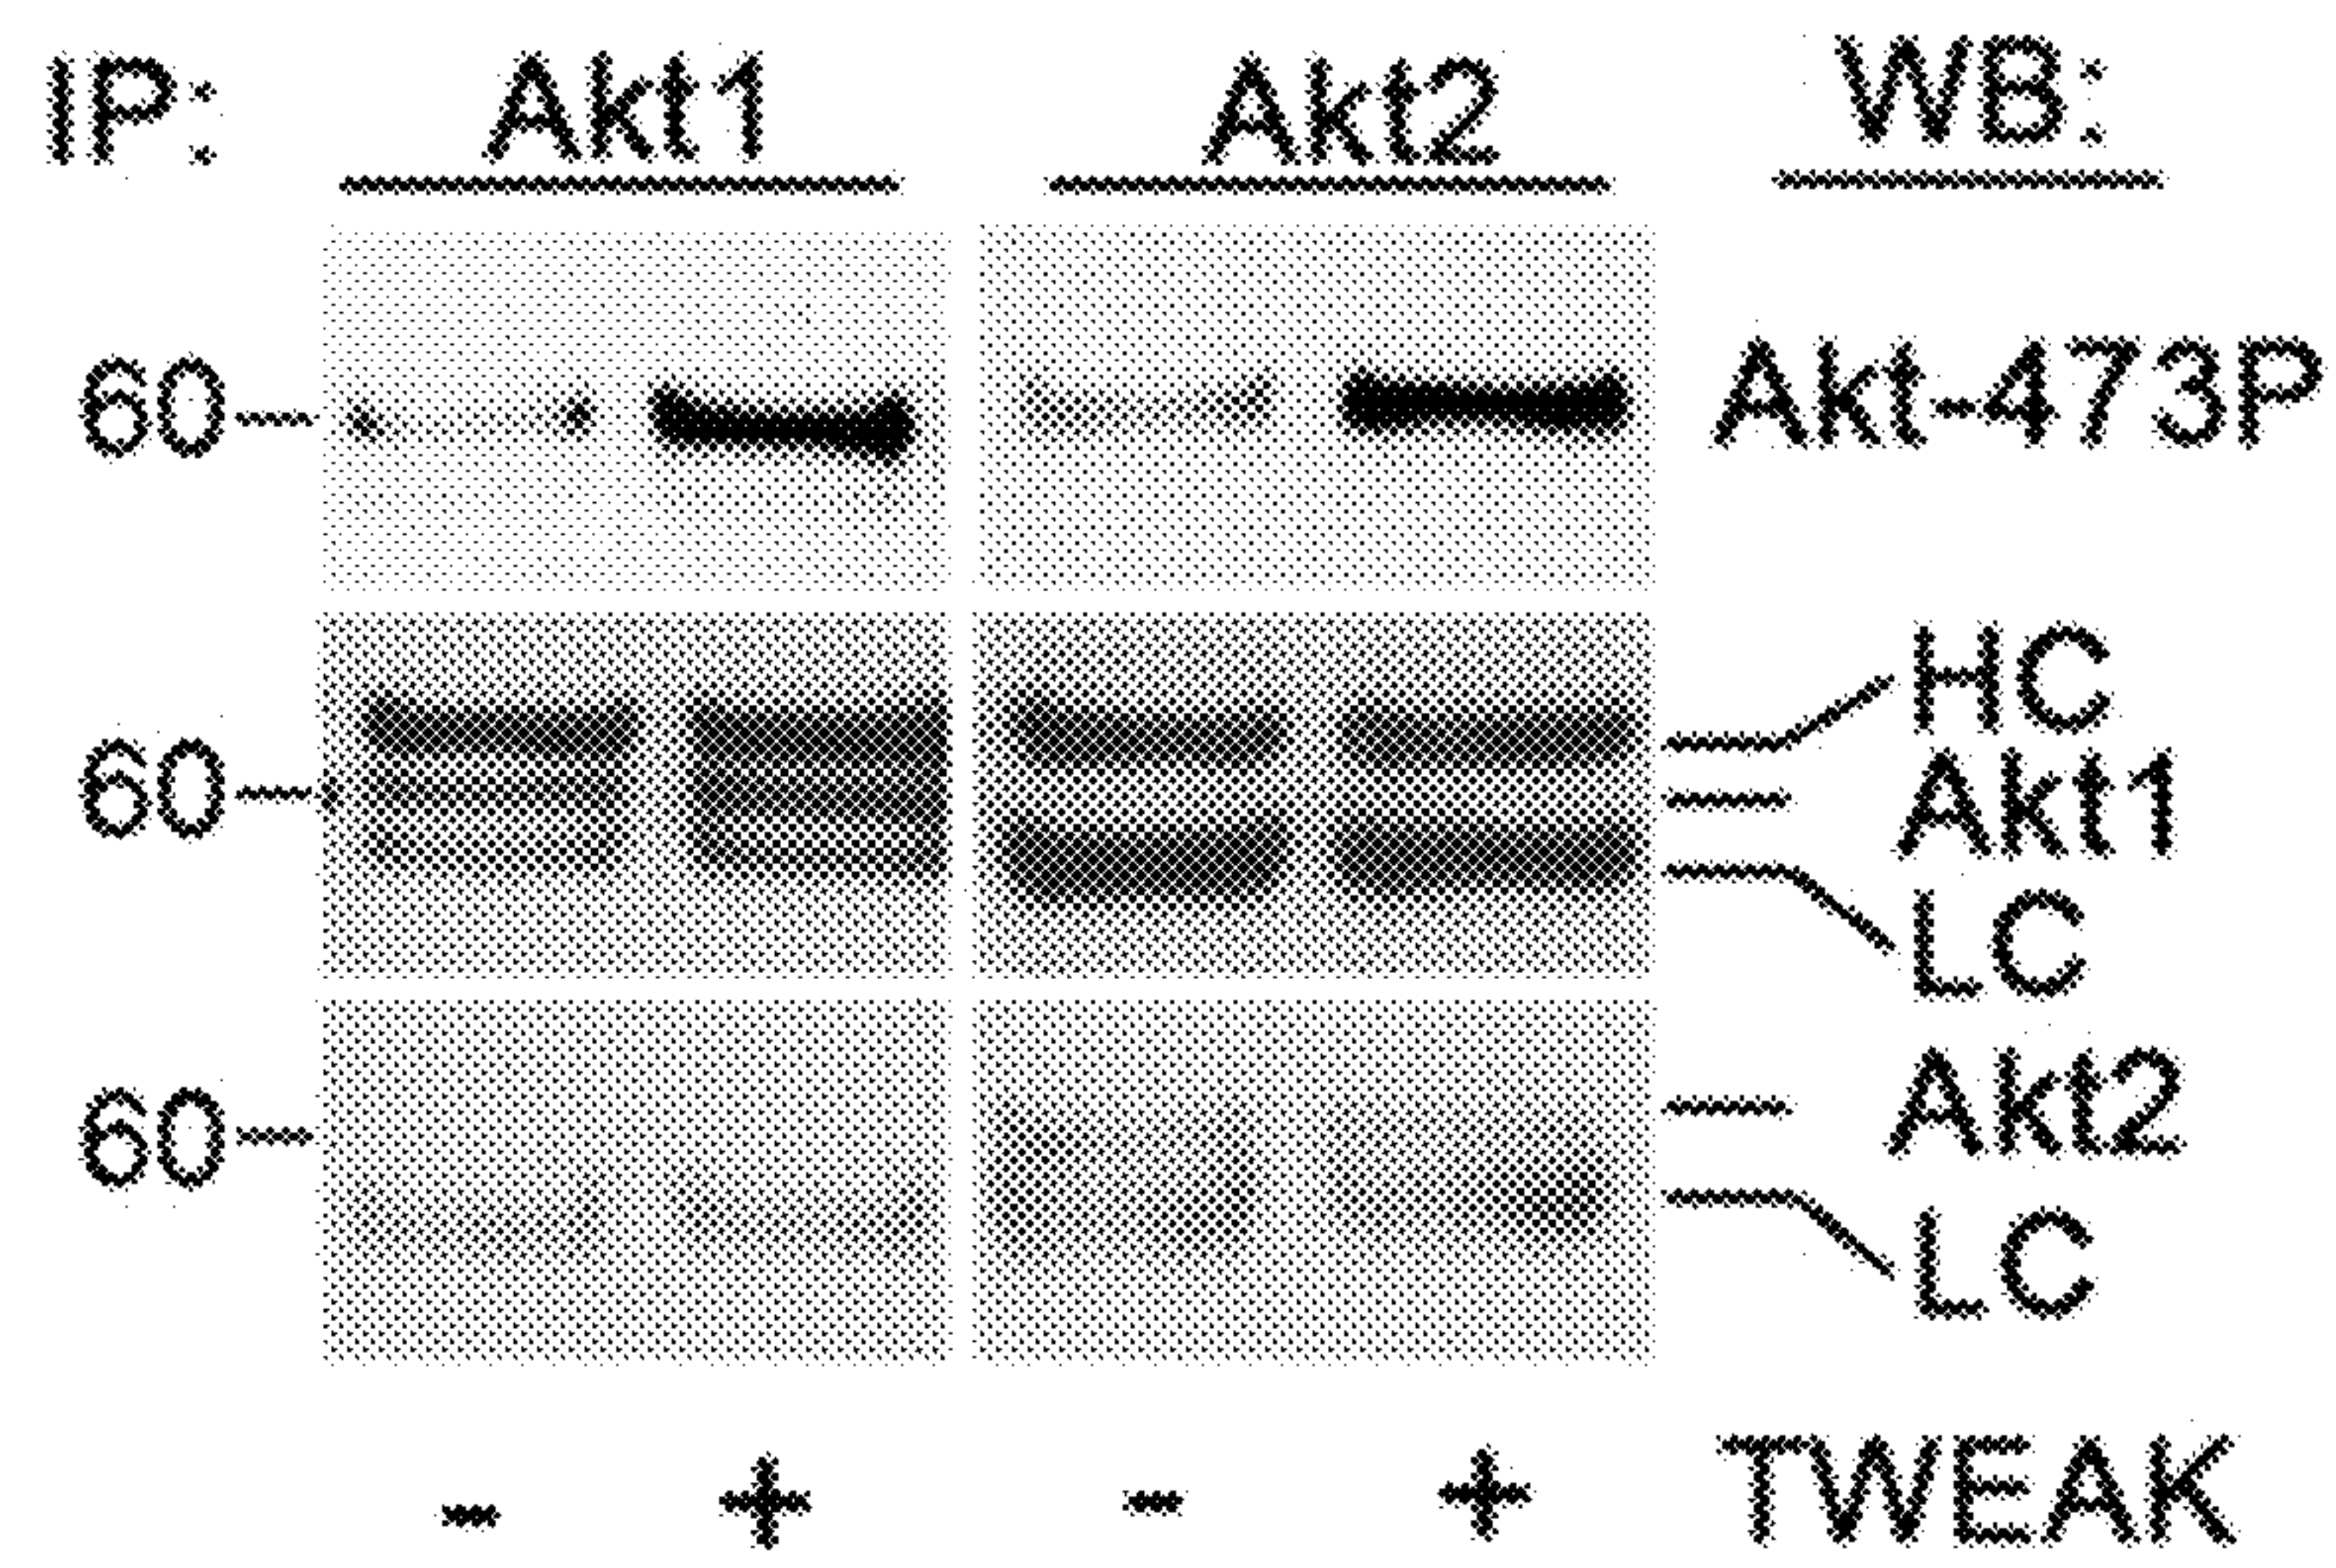 IP: Akt1 Akt2 WB:
60 Akt-473P
HC
60 Akt1
LC
60 Akt2
LC
- + - + TWEAK